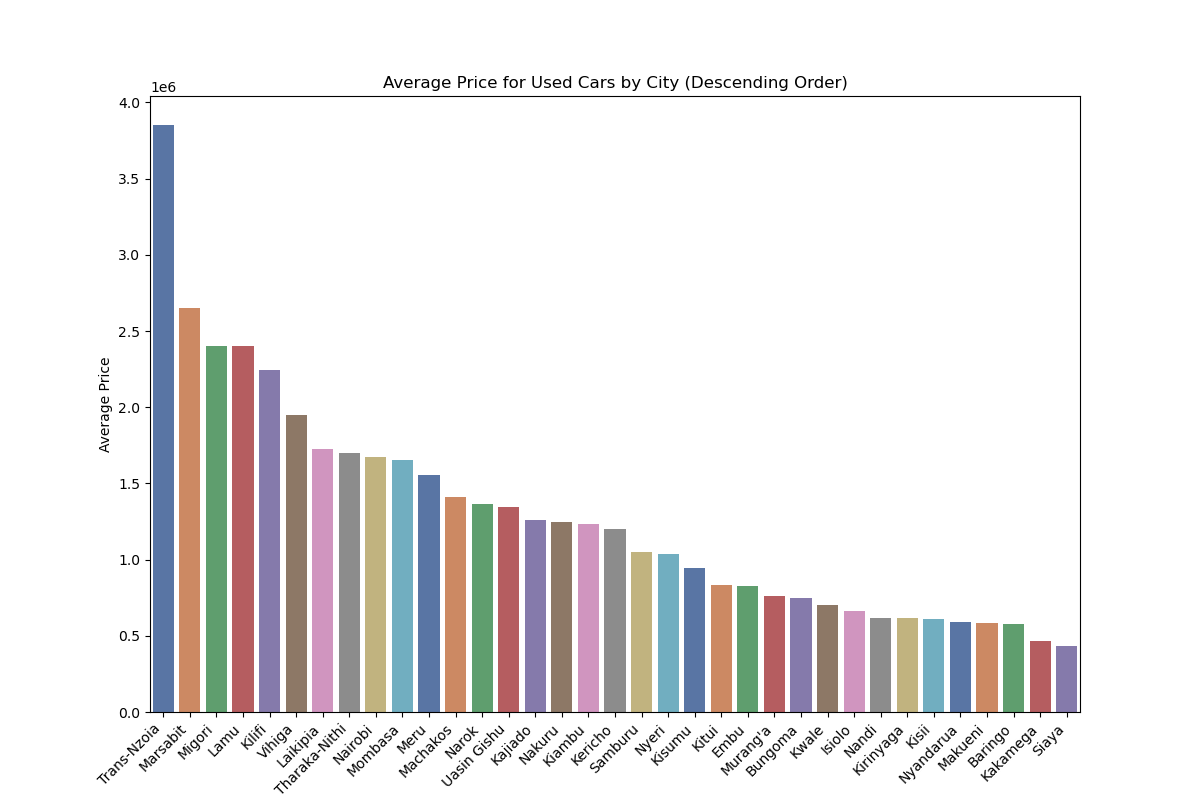 Average Price for Used Cars by City (Descending Order)
1e6
4.0
3.5
3.0
2.5
2.0
1.5
1.0
0.5
0.0
Average Price
Trans-Nzoia
Marsabit
Migori
Lamu
Kilifi
Vihiga
Laikipia
Tharaka-Nithi
Nairobi
Mombasa
Meru
Machakos
Narok
Uasin Gishu
Kajiado
Nakuru
Kiambu
Kericho
Samburu
Nyeri
Kisumu
Kitui
Embu
Murang'a
Bungoma
Kwale
Isiolo
Nandi
Kirinyaga
Kisii
Nyandarua
Makueni
Baringo
Kakamega
Siaya